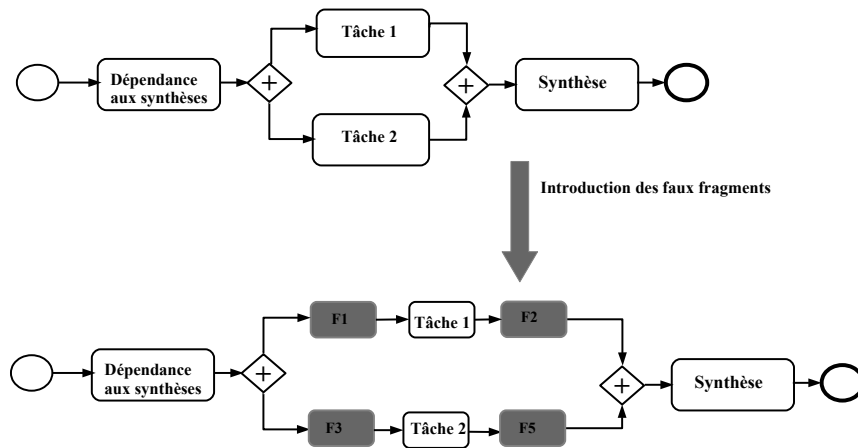 Tâche 1
Dépendance
aux synthèses
+
+
Synthèse
Tâche 2
Introduction des faux fragments
F1
Tâche 1
F2
Dépendance
aux synthèses
+
+
Synthèse
F3
Tâche 2
F5